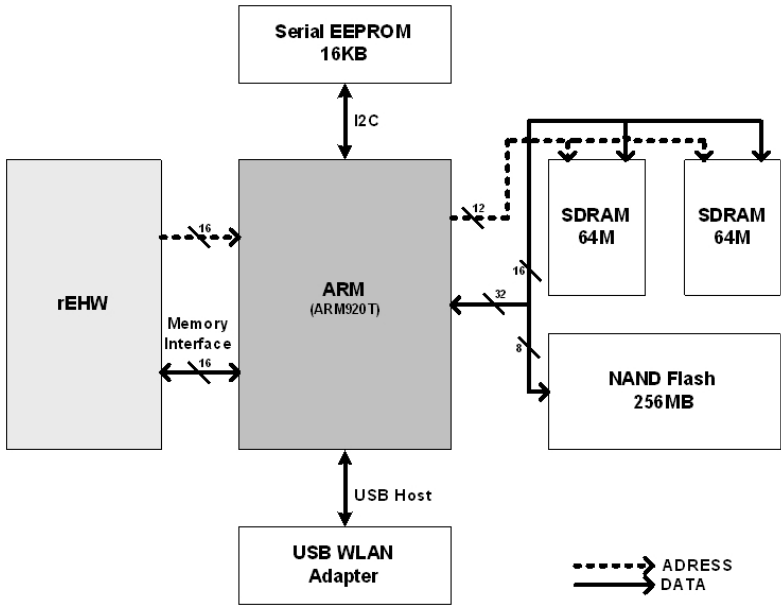 Serial EEPROM
16KB
I2C
12
SDRAM
64M
SDRAM
64M
16
rEHW
ARM
(ARM920T)
16
32
Memory
Interface
16
8
NAND Flash
256MB
USB Host
USB WLAN
Adapter
ADRESS
DATA